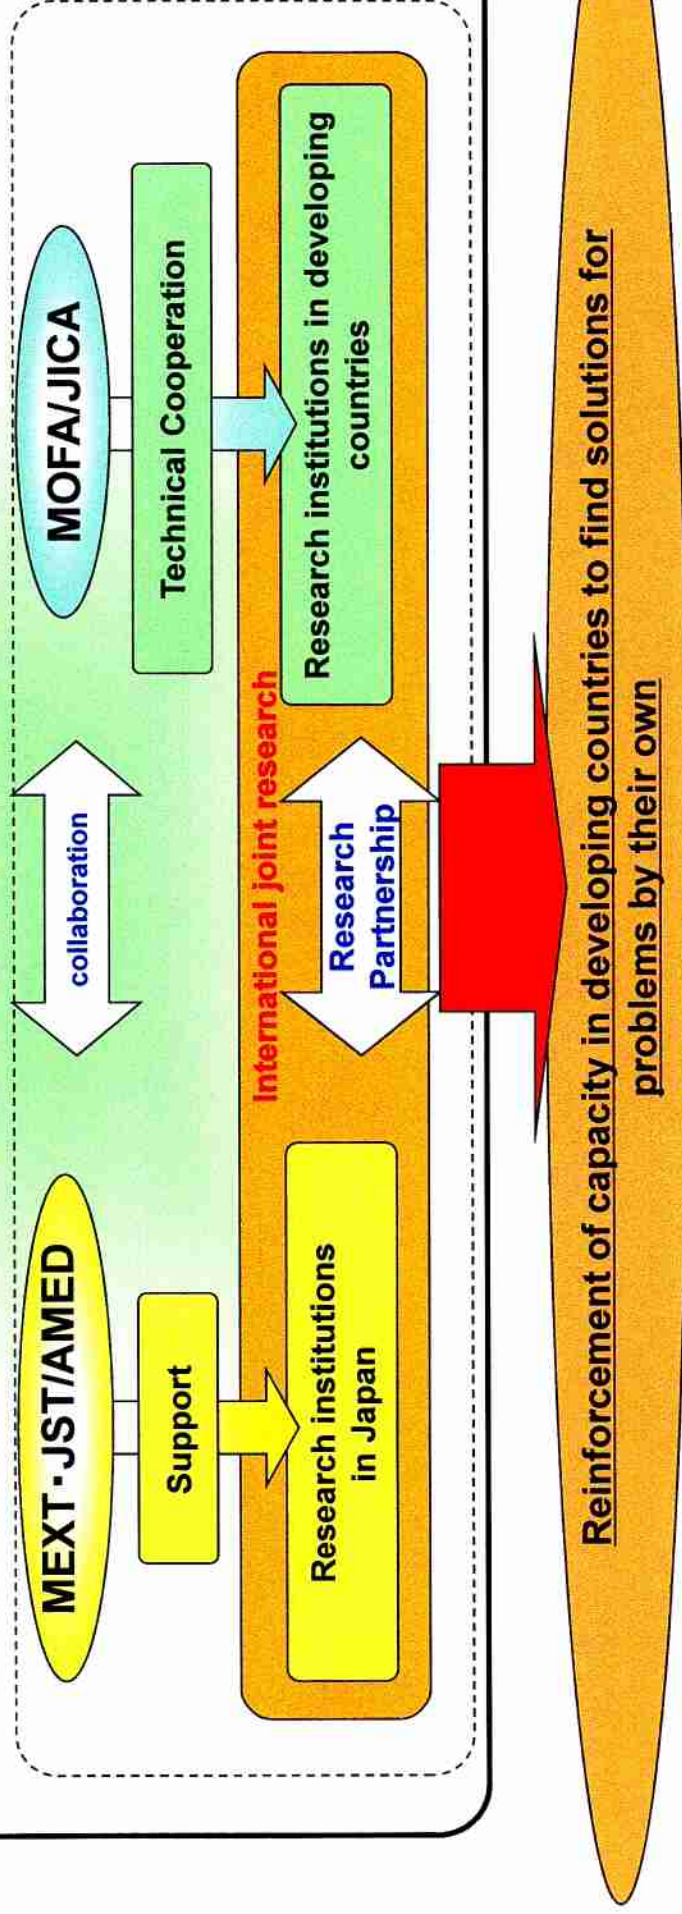 MEXT・JST/AMED
collaboration
MOFA/JICA
Support
Technical Cooperation
International joint research
Research institutions
in Japan
Research
Partnership
Research institutions in developing
countries
Reinforcement of capacity in developing countries to find solutions for
problems by their own